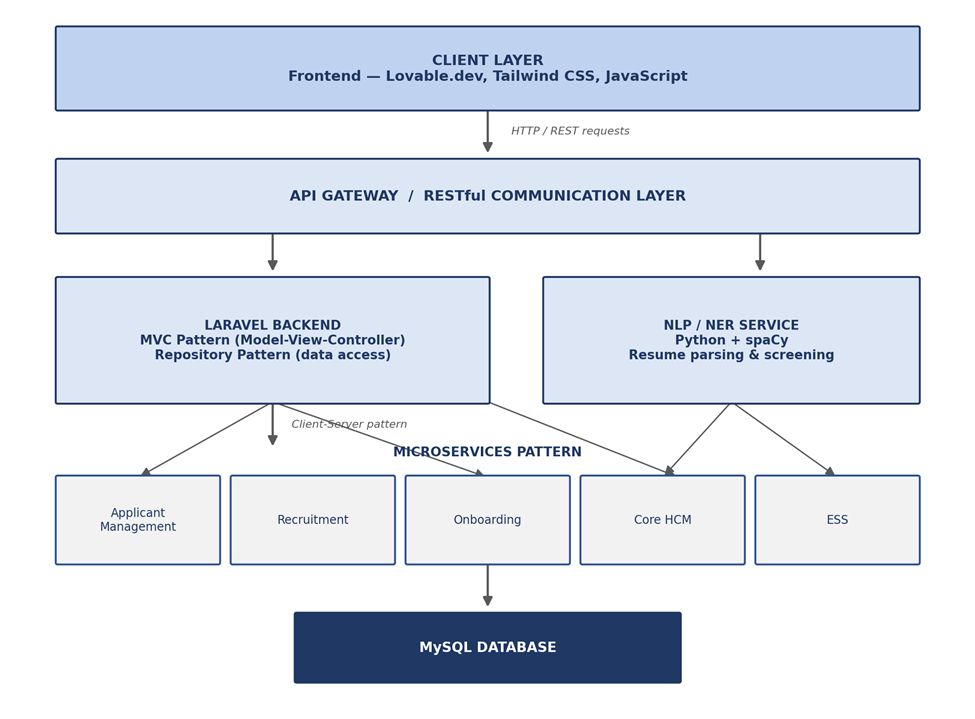 CLIENT LAYER
Frontend — Lovable.dev, Tailwind CSS, JavaScript
HTTP / REST requests
API GATEWAY / RESTful COMMUNICATION LAYER
LARAVEL BACKEND
MVC Pattern (Model-View-Controller)
Repository Pattern (data access)
NLP / NER SERVICE
Python + spaCy
Resume parsing & screening
Client-Server pattern
MICROSERVICES PATTERN
Applicant
Management
Recruitment
Onboarding
Core HCM
ESS
MySQL DATABASE